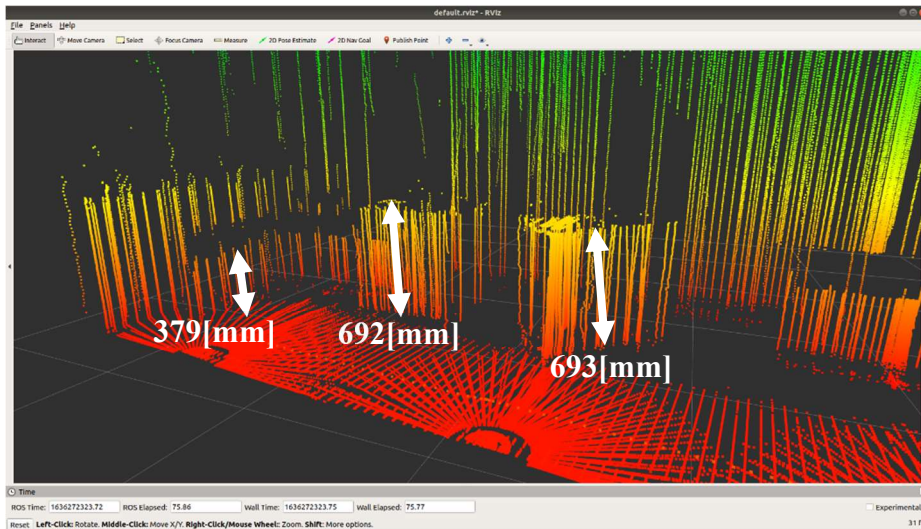 default.rviz* - RViz
File Panels Help
Interact Move Camera Select Focus Camera Measure 2D Pose Estimate 2D Nav Goal Publish Point
379[mm]
692[mm]
693[mm]
Time
ROS Time: 1636272323.72 ROS Elapsed: 75.86 Wall Time: 1636272323.75 Wall Elapsed: 75.77 Experimental
Reset Left-Click: Rotate. Middle-Click: Move X/Y. Right-Click/Mouse Wheel: Zoom. Shift: More options. 31